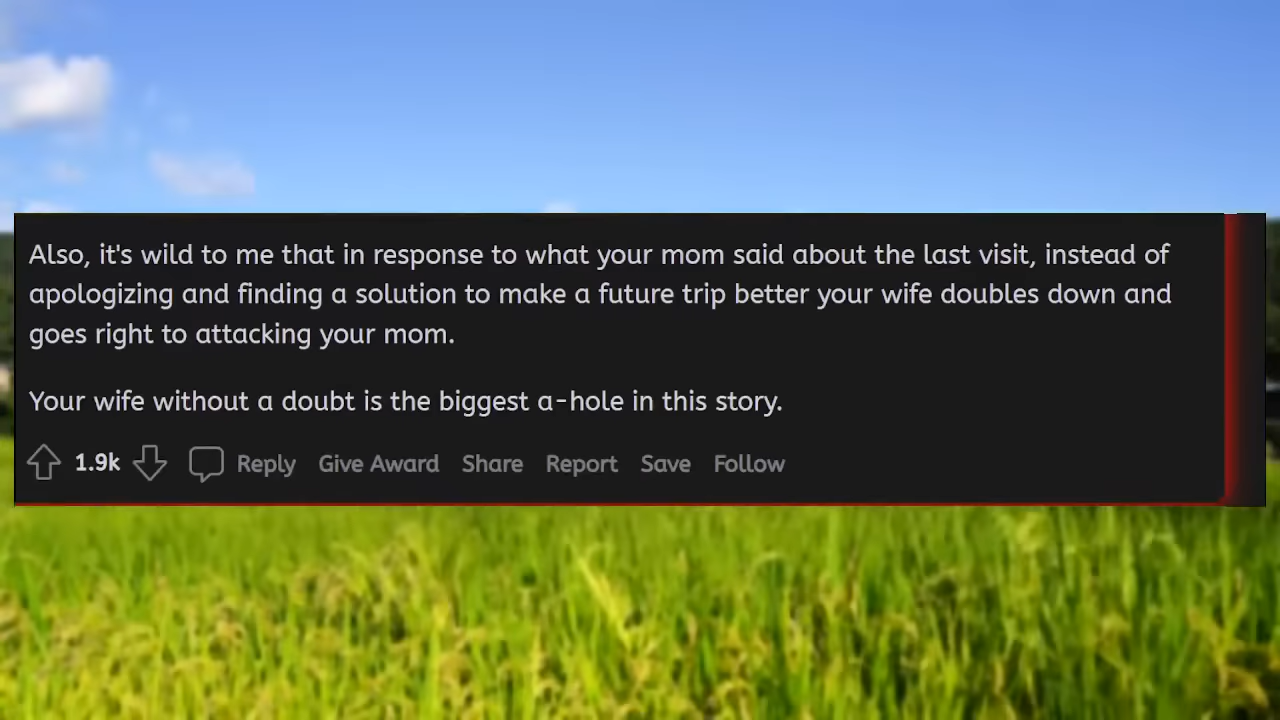 Also, it's wild to me that in response to what your mom said about the last visit, instead of
apologizing and finding a solution to make a future trip better your wife doubles down and
goes right to attacking your mom.
Your wife without a doubt is the biggest a-hole in this story.
1.9k Reply Give Award Share Report Save Follow